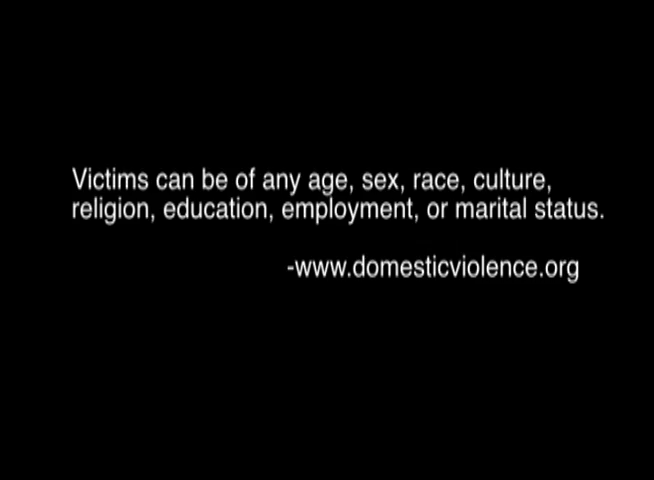 Victims can be of any age, sex, race, culture,
religion, education, employment, or marital status.
-www.domesticviolence.org